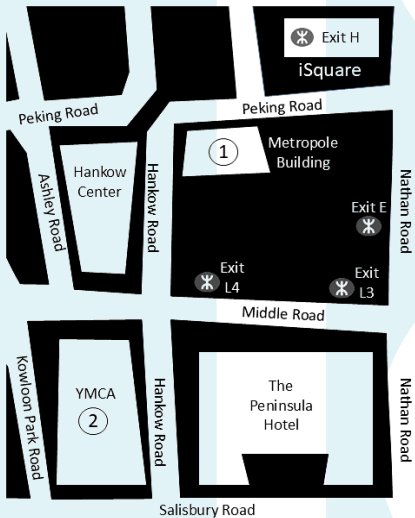 Exit H
iSquare
Peking Road
Peking Road
1
Metropole
Building
Hankow
Center
Ashley Road
Hankow Road
Nathan Road
Exit E
Exit
L4
Exit
L3
Middle Road
Kowloon Park Road
YMCA
2
Hankow Road
The
Peninsula
Hotel
Nathan Road
Salisbury Road